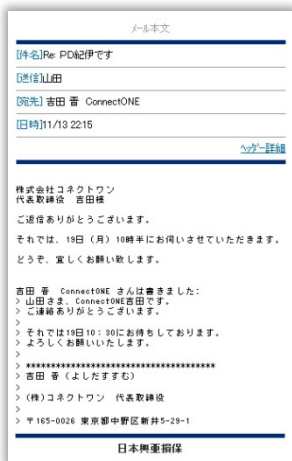 メール本文
[件名]Re: PD紀伊です
[送信]山田
[宛先] 吉田 晋 ConnectONE
[日時]11/13 22:15
ヘッダー詳細
株式会社コネクトワン
代表取締役 吉田様
ご返信ありがとうございます。
それでは、19日（月）10時半にお伺いさせていただきます。
どうぞ、宜しくお願い致します。
吉田 晋 ConnectONE さんは書きました:
> 山田さま、ConnectONE吉田です。
> ご連絡ありがとうございます。
>
> それでは19日10：30にお待ちしております。
> よろしくお願いいたします。
>
> *************************************
> 吉田 晋（よしだすすむ）
>
> (株)コネクトワン 代表取締役
>
> 〒165-0026 東京都中野区新井5-29-1
日本興亜損保